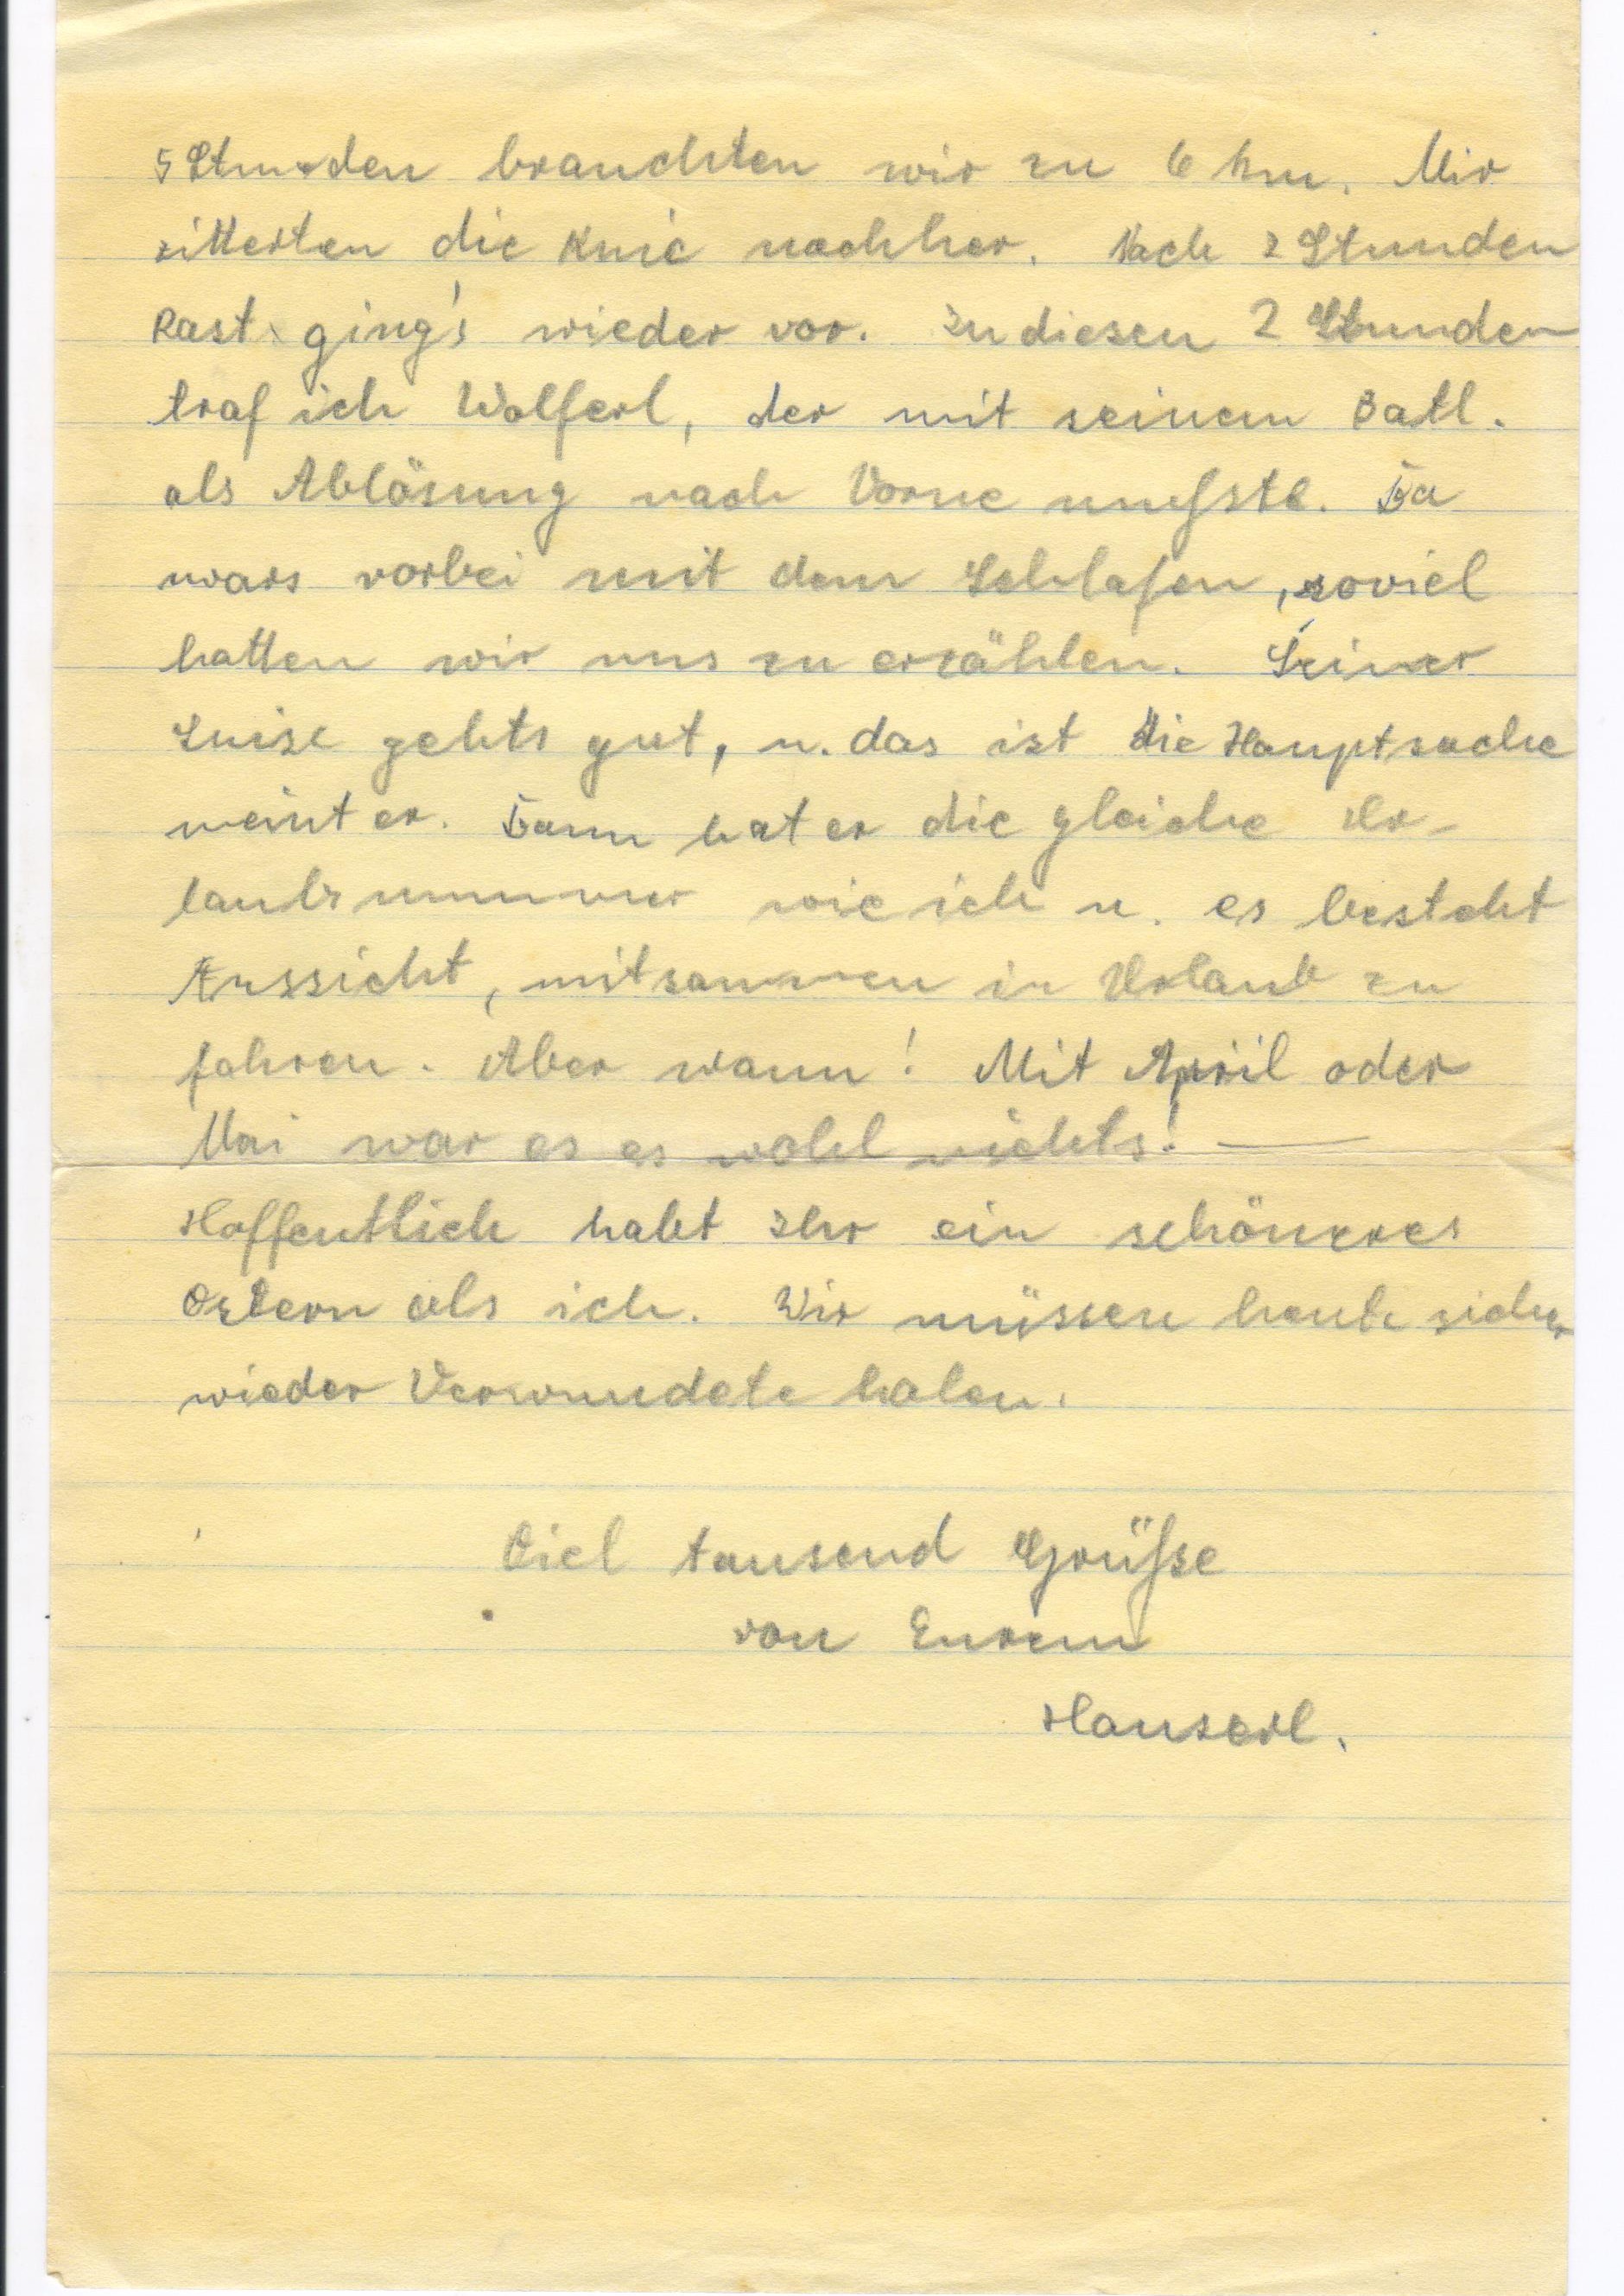 5 Stunden brauchten wir zu 6 km. Mir
zitterten die Knie nachher. Nach 2 Stunden
Rast ging's wieder vor. In diesen 2 Stunden
traf ich Wolferl, der mit seinem Batl.
als Ablösung nach Vorne mußste. Da
wars vorbei mit dem Schlafen, soviel
hatten wir uns zu erzählen. Seiner
Luise gehts gut, u. das ist die Hauptsache
meint er. Dann hat er die gleiche Ur-
laubsnummer wie ich u. es besteht
Aussicht, mitsammen in Urlaub zu
fahren. Aber wann! Mit April oder
Mai war es es wohl nichts! —
Hoffentlich habt Ihr ein schöneres
Ostern als ich. Wir müssen heute sicher
wieder Verwundete holen.
Viel tausend Grüße
von Eurem
Hanserl.